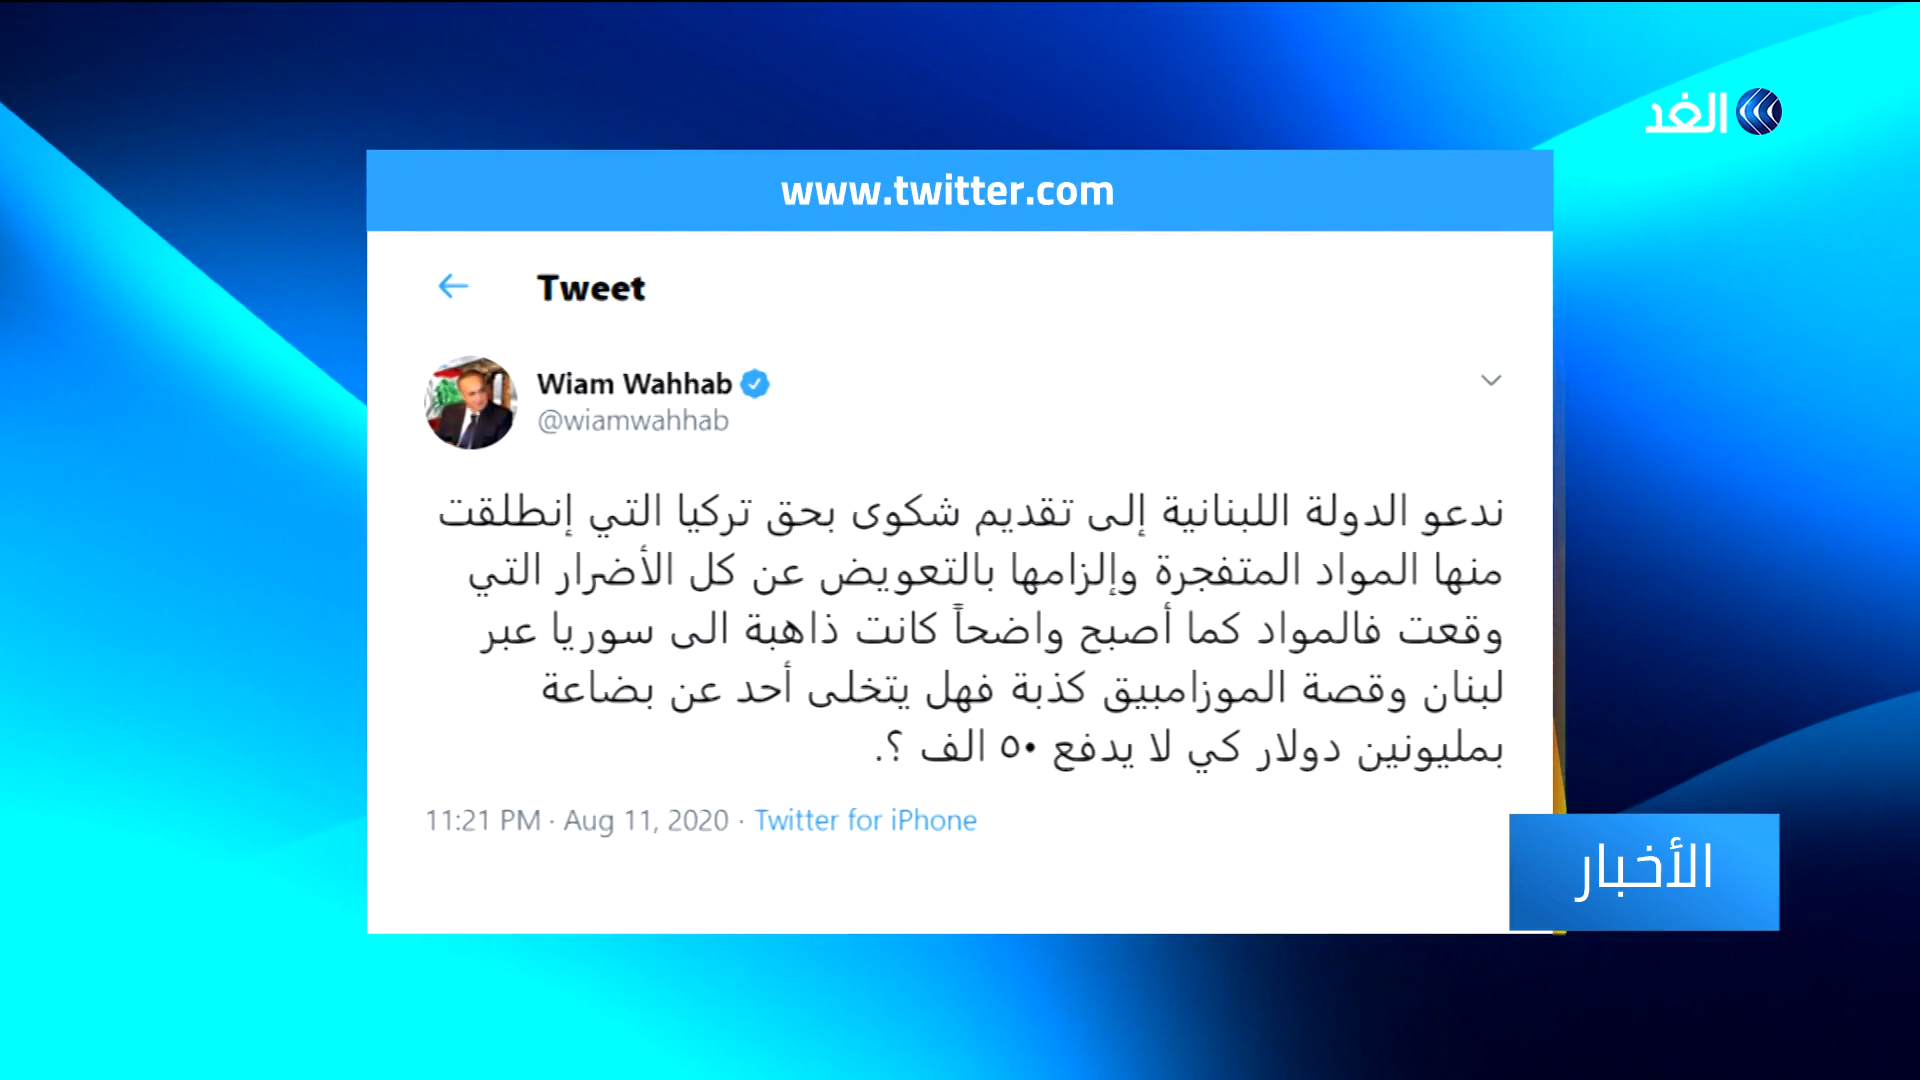 الغد
www.twitter.com
Tweet
Wiam Wahhab
@wiamwahhab
ندعو الدولة اللبنانية إلى تقديم شكوى بحق تركيا التي إنطلقت
منها المواد المتفجرة وإلزامها بالتعويض عن كل الأضرار التي
وقعت فالمواد كما أصبح واضحاً كانت ذاهبة الى سوريا عبر
لبنان وقصة الموزامبيق كذبة فهل يتخلى أحد عن بضاعة
بمليونين دولار كي لا يدفع ٥٠ الف ؟.
11:21 PM · Aug 11, 2020 · Twitter for iPhone
الأخبار